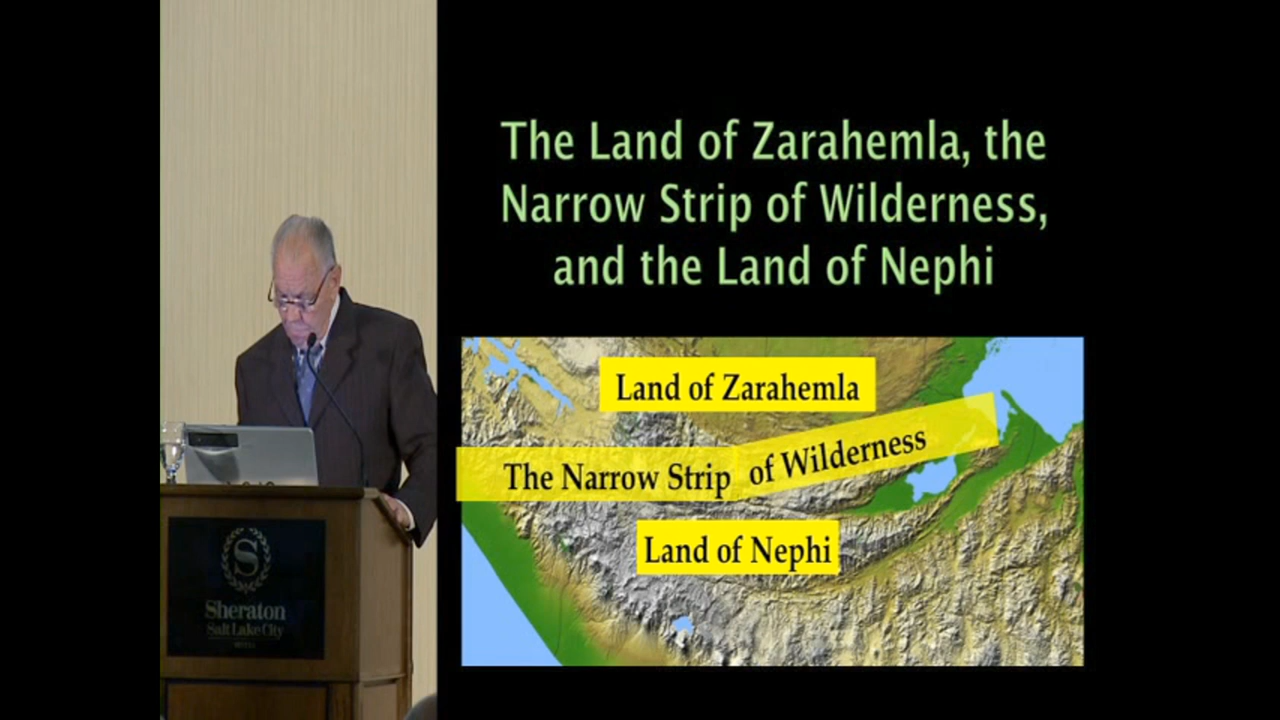 The Land of Zarahemla, the
Narrow Strip of Wilderness,
and the Land of Nephi
Land of Zarahemla
The Narrow Strip of Wilderness
Land of Nephi
S
Sheraton
Salt Lake City